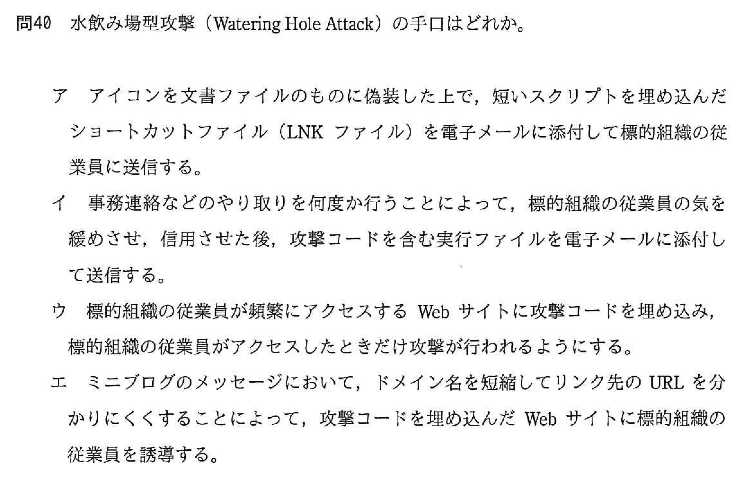 問40 水飲み場型攻撃（Watering Hole Attack）の手口はどれか。
ア アイコンを文書ファイルのものに偽装した上で，短いスクリプトを埋め込んだ
ショートカットファイル（LNK ファイル）を電子メールに添付して標的組織の従
業員に送信する。
イ 事務連絡などのやり取りを何度か行うことによって，標的組織の従業員の気を
緩めさせ，信用させた後，攻撃コードを含む実行ファイルを電子メールに添付し
て送信する。
ウ 標的組織の従業員が頻繁にアクセスする Web サイトに攻撃コードを埋め込み，
標的組織の従業員がアクセスしたときだけ攻撃が行われるようにする。
エ ミニブログのメッセージにおいて，ドメイン名を短縮してリンク先の URL を分
かりにくくすることによって，攻撃コードを埋め込んだ Web サイトに標的組織の
従業員を誘導する。